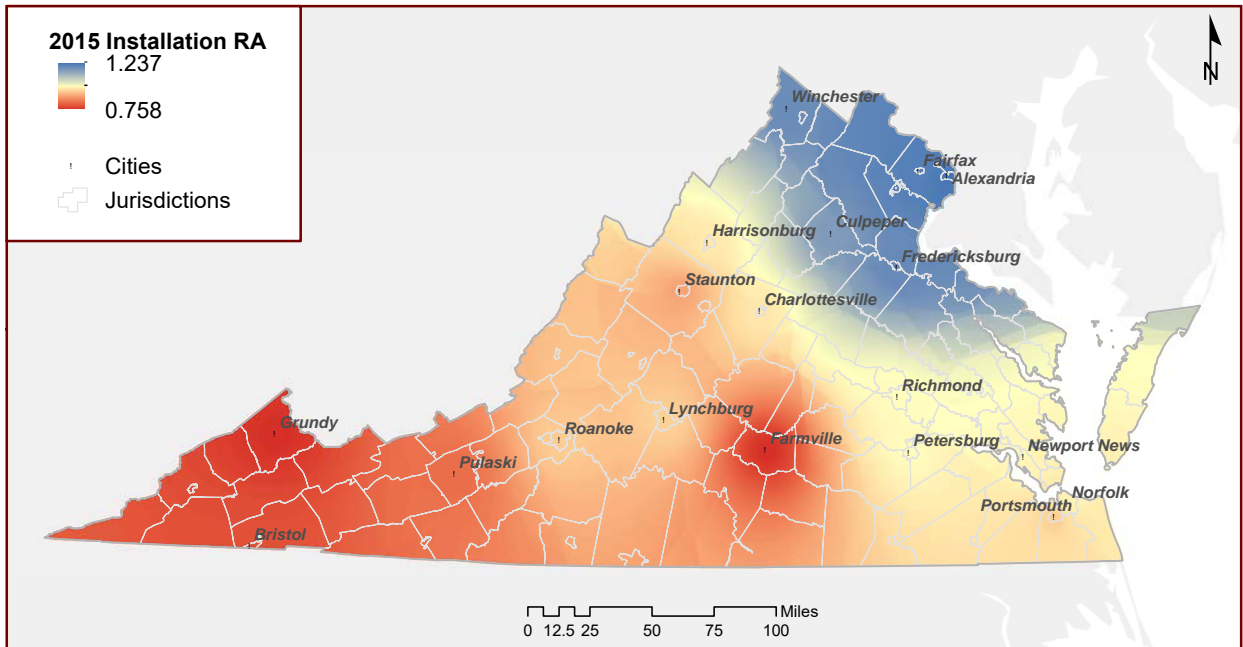 2015 Installation RA
1.237
0.758
Cities
Jurisdictions
N
Winchester
Fairfax
Alexandria
Culpeper
Harrisonburg
Fredericksburg
Staunton
Charlottesville
Richmond
Lynchburg
Grundy
Roanoke
Farmville
Petersburg
Newport News
Pulaski
Norfolk
Portsmouth
Bristol
Miles
0 12.5 25 50 75 100